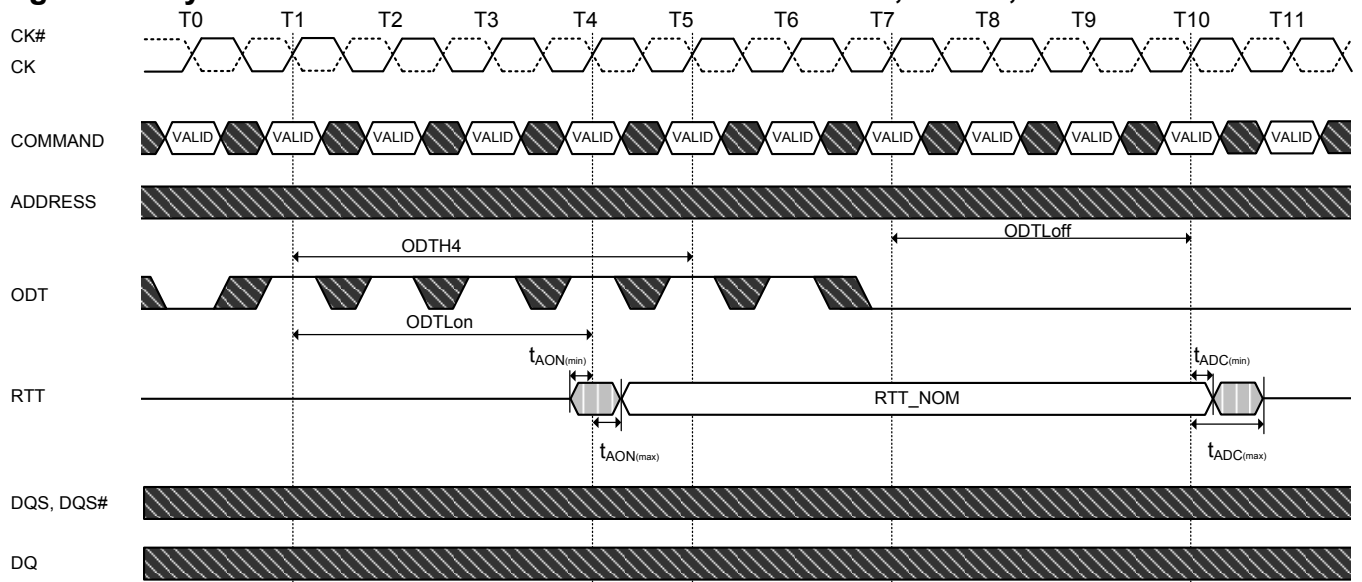 T0 T1 T2 T3 T4 T5 T6 T7 T8 T9 T10 T11
CK#
CK
COMMAND VALID VALID VALID VALID VALID VALID VALID VALID VALID VALID VALID VALID
ADDRESS
ODTLoff
ODTH4
ODT
ODTLon
tAON(min) tADC(min)
RTT RTT_NOM
tAON(max) tADC(max)
DQS, DQS#
DQ